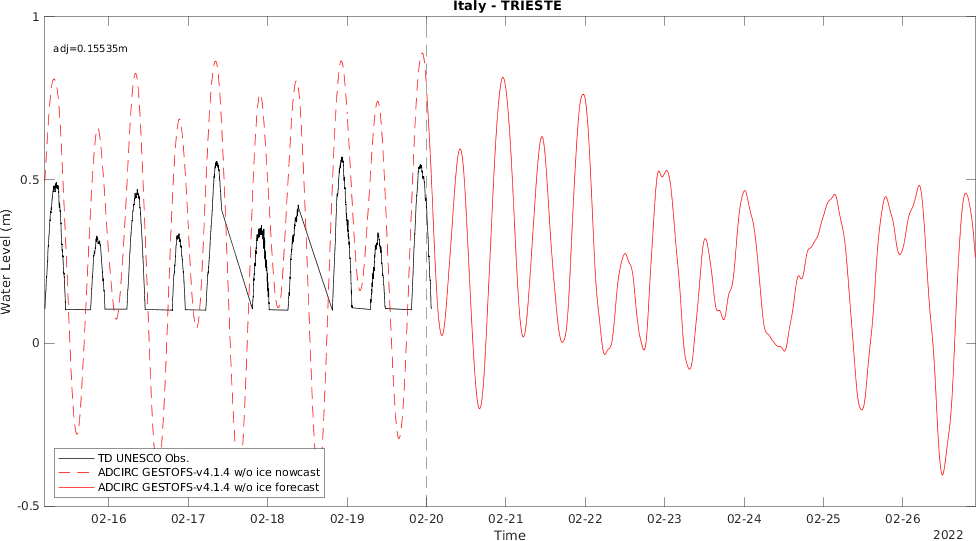 Italy - TRIESTE
adj=0.15535m
1
0.5
0
-0.5
Water Level (m)
TD UNESCO Obs.
ADCIRC GESTOFS-v4.1.4 w/o ice nowcast
ADCIRC GESTOFS-v4.1.4 w/o ice forecast
02-16 02-17 02-18 02-19 02-20 02-21 02-22 02-23 02-24 02-25 02-26
Time
2022